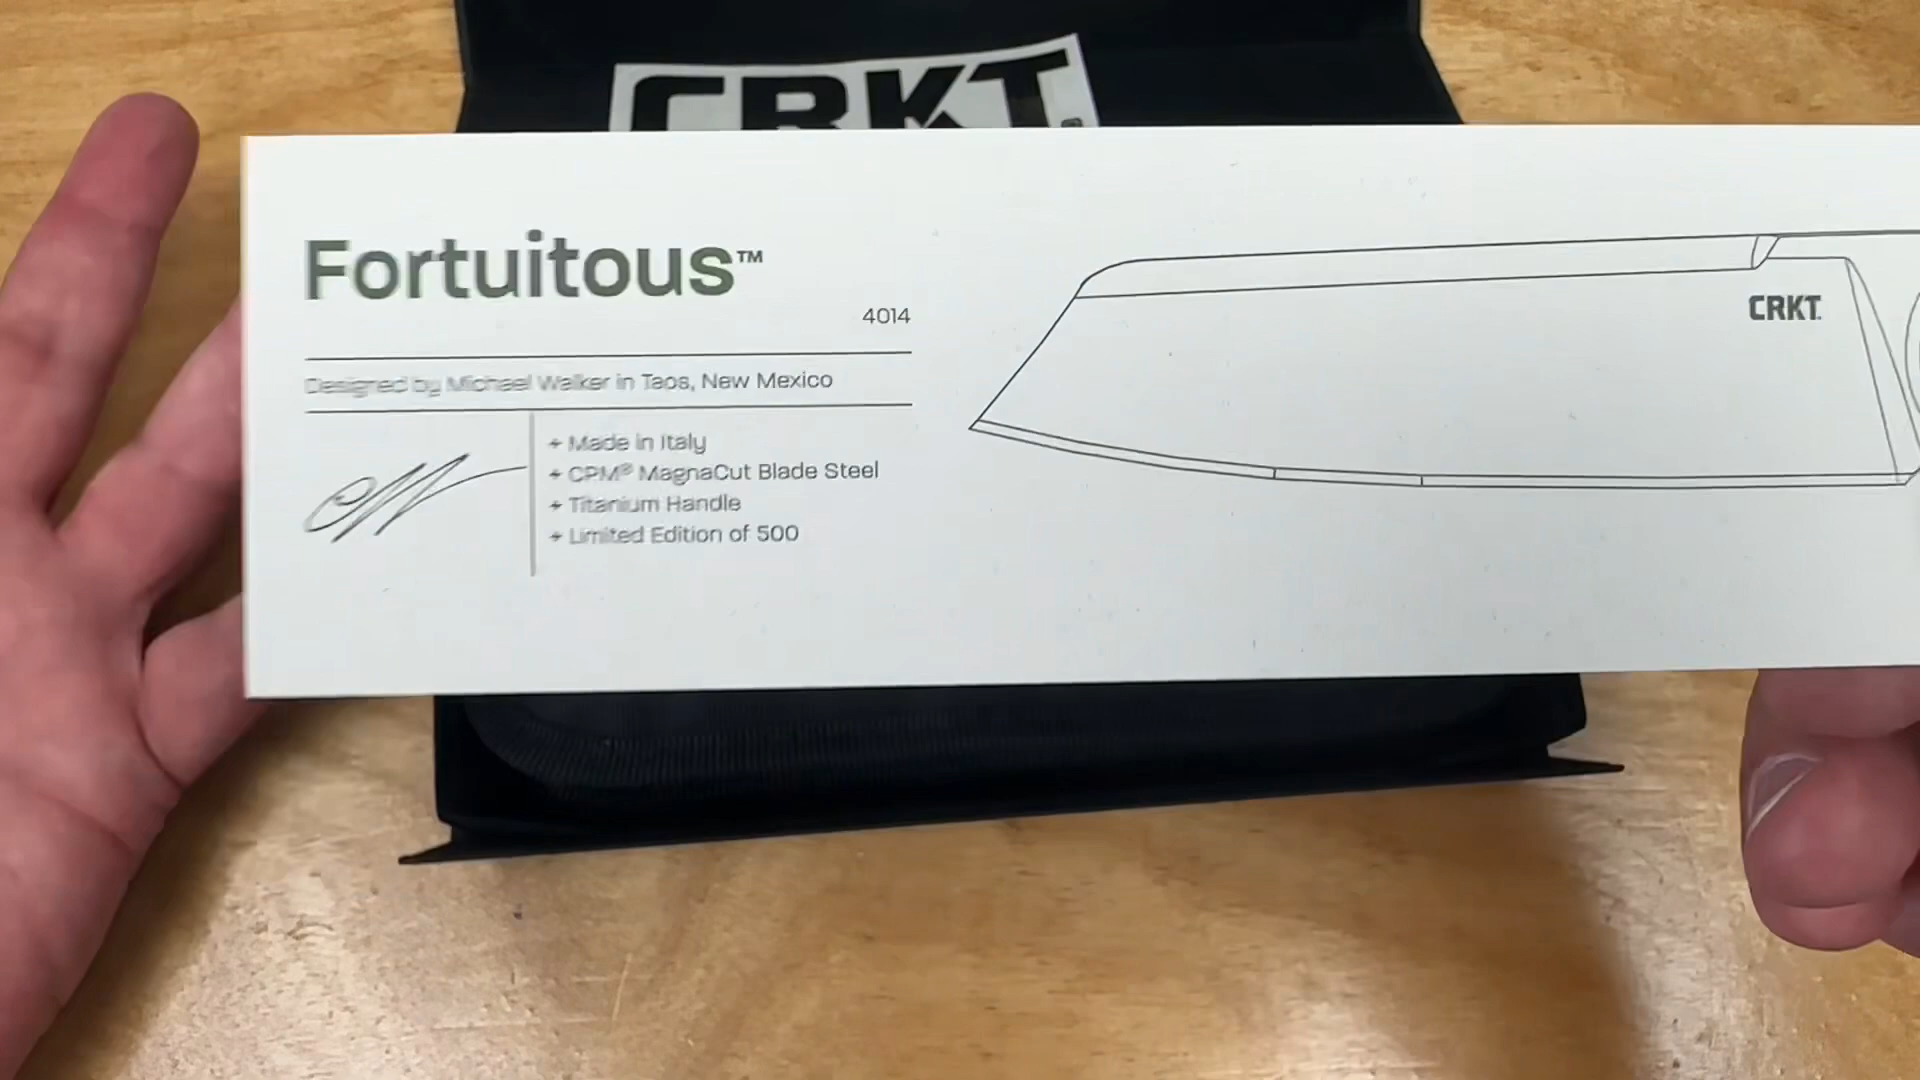 CRKT
Fortuitous™
4014
Designed by Michael Walker in Taos, New Mexico
+ Made in Italy
+ CPM® MagnaCut Blade Steel
+ Titanium Handle
+ Limited Edition of 500
CRKT